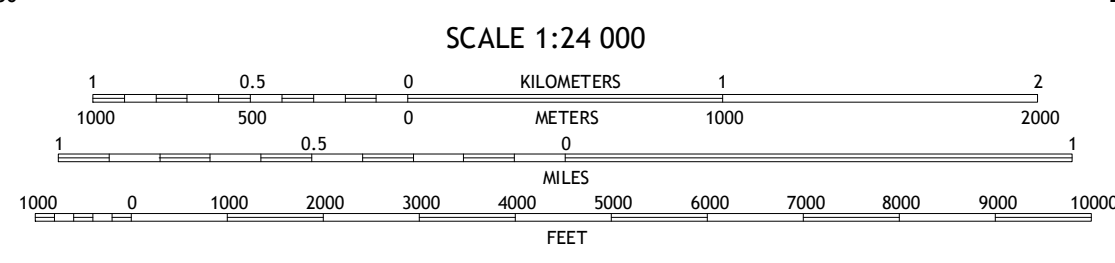 SCALE 1:24 000
1 0.5 0 KILOMETERS 1 2
1000 500 0 METERS 1000 2000
1 0.5 0 1
MILES
1000 0 1000 2000 3000 4000 5000 6000 7000 8000 9000 10000
FEET